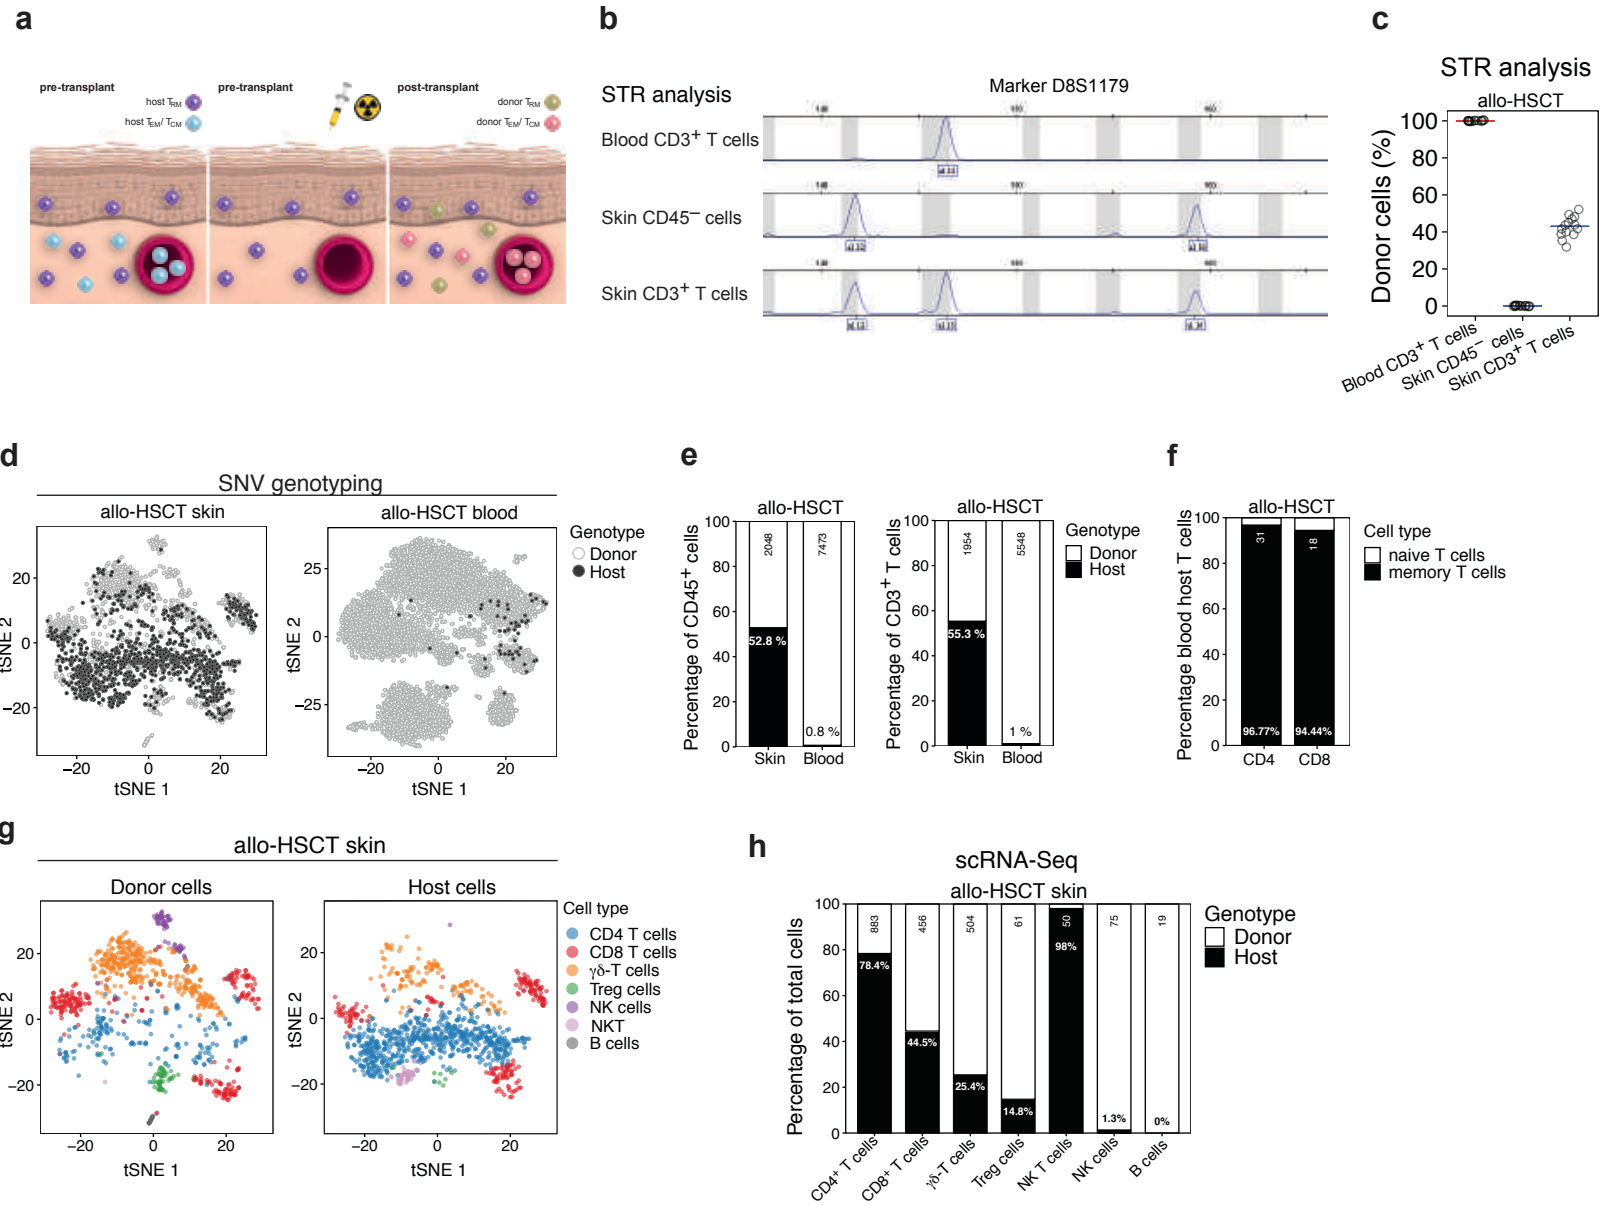 a
pre-transplant
host TRM
host TEM/ TCM
pre-transplant
post-transplant
donor TRM
donor TEM/ TCM
b
STR analysis
Marker D8S1179
Blood CD3+ T cells
Skin CD45– cells
Skin CD3+ T cells
c
STR analysis
allo-HSCT
Donor cells (%)
100
80
60
40
20
0
Blood CD3+ T cells
Skin CD45– cells
Skin CD3+ T cells
d
SNV genotyping
allo-HSCT skin
allo-HSCT blood
Genotype
Donor
Host
tSNE 2
20
0
–20
–20 0 20
tSNE 1
tSNE 2
25
0
–25
–20 0 20
tSNE 1
e
allo-HSCT
Percentage of CD45+ cells
100
80
60
40
20
0
2048
7473
52.8 %
0.8 %
Skin Blood
allo-HSCT
Percentage of CD3+ T cells
100
80
60
40
20
0
1954
5548
55.3 %
1 %
Skin Blood
Genotype
Donor
Host
f
allo-HSCT
Percentage blood host T cells
100
80
60
40
20
0
31
18
96.77%
94.44%
CD4 CD8
Cell type
naive T cells
memory T cells
g
allo-HSCT skin
Donor cells
Host cells
tSNE 2
20
0
–20
–20 0 20
tSNE 1
tSNE 2
20
0
–20
–20 0 20
tSNE 1
Cell type
CD4 T cells
CD8 T cells
γδ-T cells
Treg cells
NK cells
NKT
B cells
h
scRNA-Seq
allo-HSCT skin
Percentage of total cells
100
80
60
40
20
0
883
456
504
61
50
75
19
78.4%
44.5%
25.4%
14.8%
98%
1.3%
0%
CD4+ T cells
CD8+ T cells
γδ-T cells
Treg cells
NK T cells
NK cells
B cells
Genotype
Donor
Host